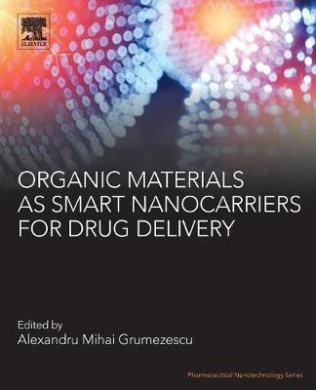 ELSEVIER
ORGANIC MATERIALS
AS SMART NANOCARRIERS
FOR DRUG DELIVERY
Edited by
Alexandru Mihai Grumezescu
Pharmaceutical Nanotechnology Series